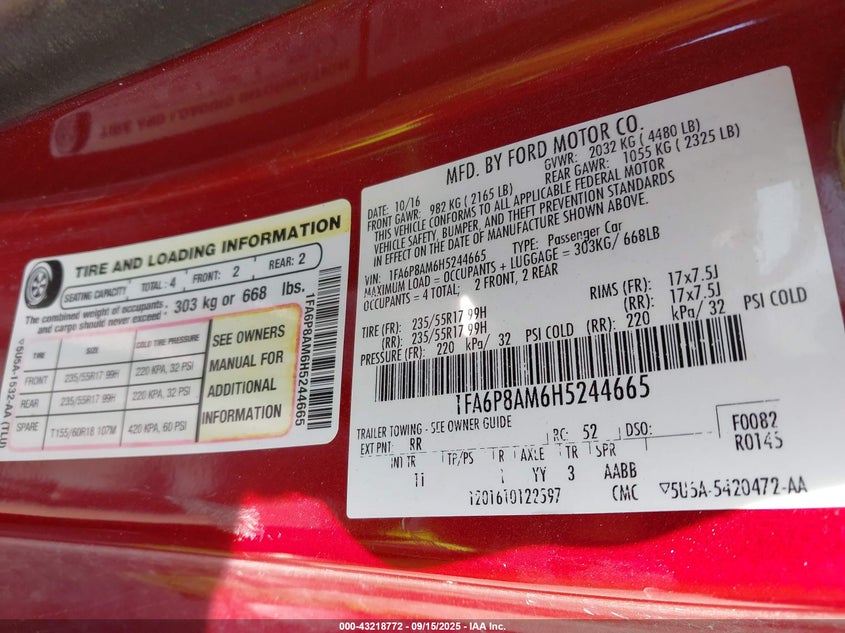 TIRE AND LOADING INFORMATION
SEATING CAPACITY TOTAL: 4 FRONT: 2 REAR: 2
The combined weight of occupants and cargo should never exceed 303 kg or 668 lbs.
TIRE SIZE COLD TIRE PRESSURE
FRONT 235/55R17 99H 220 KPA, 32 PSI
REAR 235/55R17 99H 220 KPA, 32 PSI
SPARE T155/60R18 107M 420 KPA, 60 PSI
SEE OWNERS
MANUAL FOR
ADDITIONAL
INFORMATION
1FA6P8AM6H5244665
5U5A-1532-AA (TLU)
MFD. BY FORD MOTOR CO.
DATE: 10/16 GVWR: 2032 KG ( 4480 LB)
FRONT GAWR: 982 KG ( 2165 LB) REAR GAWR: 1055 KG ( 2325 LB)
THIS VEHICLE CONFORMS TO ALL APPLICABLE FEDERAL MOTOR
VEHICLE SAFETY, BUMPER, AND THEFT PREVENTION STANDARDS
IN EFFECT ON THE DATE OF MANUFACTURE SHOWN ABOVE.
VIN: 1FA6P8AM6H5244665 TYPE: Passenger Car
MAXIMUM LOAD = OCCUPANTS + LUGGAGE = 303KG/ 668LB
OCCUPANTS = 4 TOTAL; 2 FRONT, 2 REAR
TIRE (FR): 235/55R17 99H RIMS (FR): 17x7.5J
(RR): 235/55R17 99H (RR): 17x7.5J
PRESSURE (FR): 220 kPa/ 32 PSI COLD (RR): 220 kPa/ 32 PSI COLD
1FA6P8AM6H5244665
TRAILER TOWING - SEE OWNER GUIDE
EXT PNT: RR RC: 52 DSO: F0082
R0145
INT TR TP/PS R AXLE TR SPR
11 YY 3 AABB
1201610122597 CMC 5U5A-5420472-AA
000-43218772 - 09/15/2025 - IAA Inc.